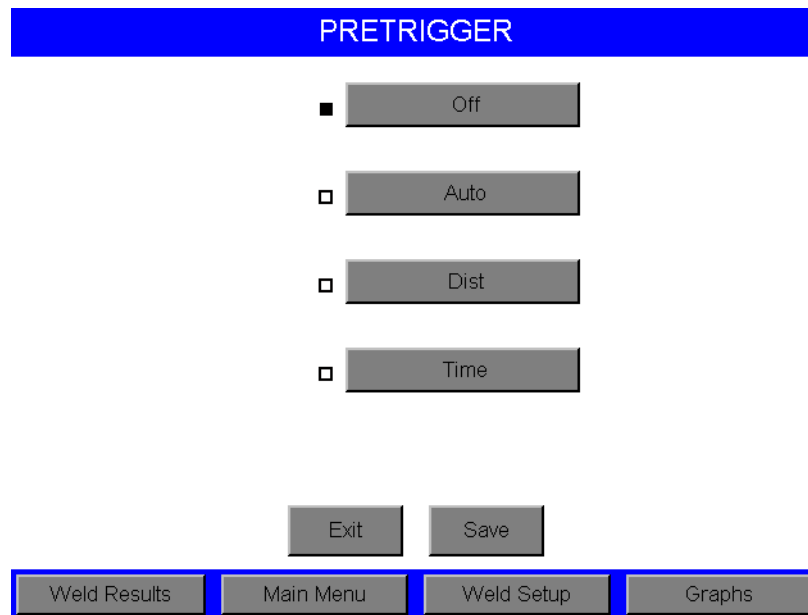 PRETRIGGER
Off
Auto
Dist
Time
Exit Save
Weld Results Main Menu Weld Setup Graphs